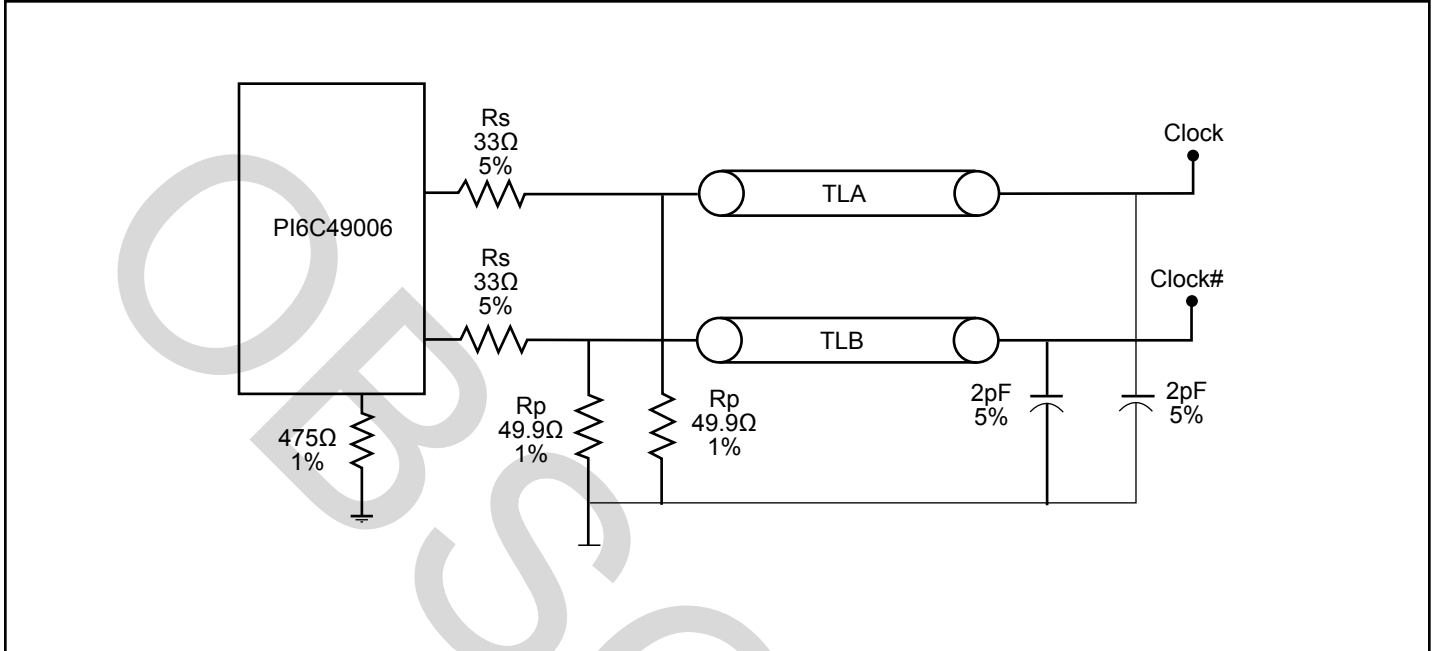 Rs
33Ω
5%
Clock
TLA
PI6C49006
Rs
33Ω
5%
Clock#
TLB
475Ω
1%
Rp
49.9Ω
1%
Rp
49.9Ω
1%
2pF
5%
2pF
5%
OBSO